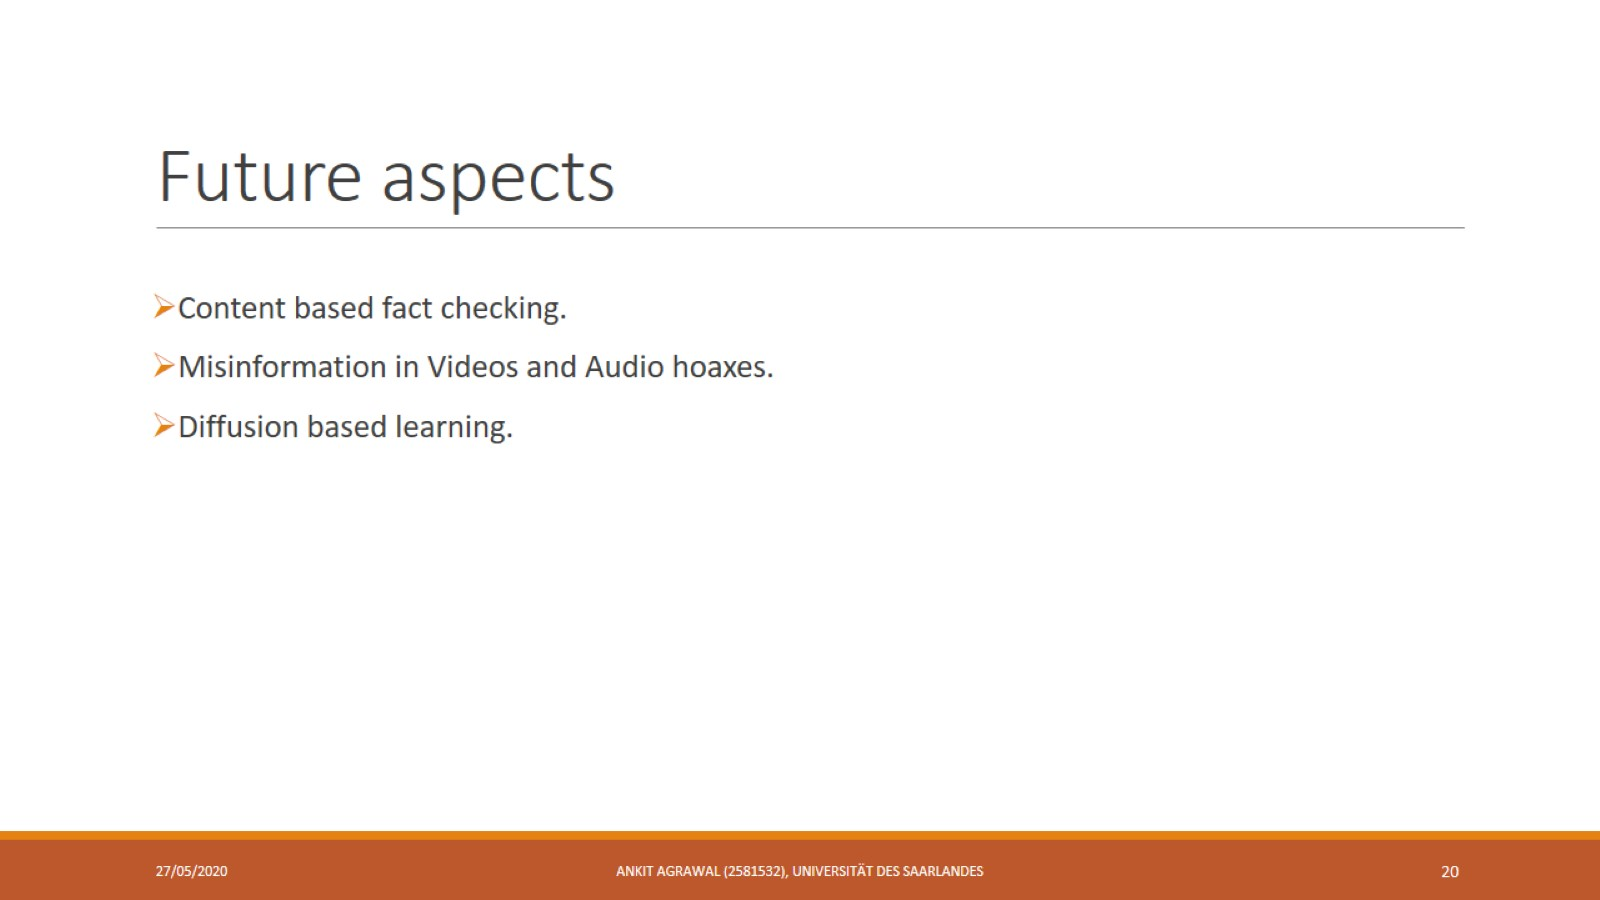 Future aspects
Content based fact checking.
Misinformation in Videos and Audio hoaxes.
Diffusion based learning.
27/05/2020
ANKIT AGRAWAL (2581532), UNIVERSITÄT DES SAARLANDES
20